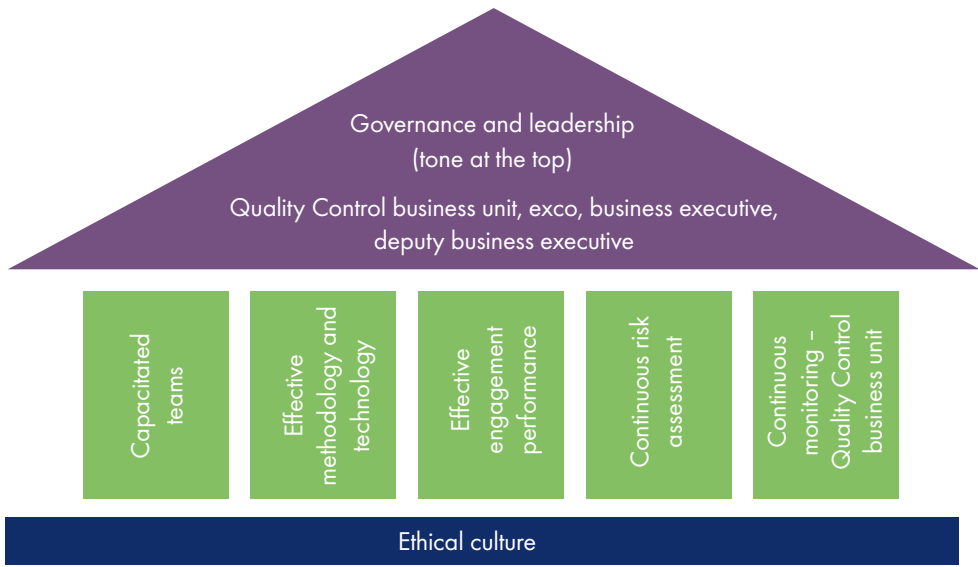 Governance and leadership
(tone at the top)
Quality Control business unit, exco, business executive,
deputy business executive
Capacitated
teams
Effective
methodology and
technology
Effective
engagement
performance
Continuous risk
assessment
Continuous
monitoring –
Quality Control
business unit
Ethical culture